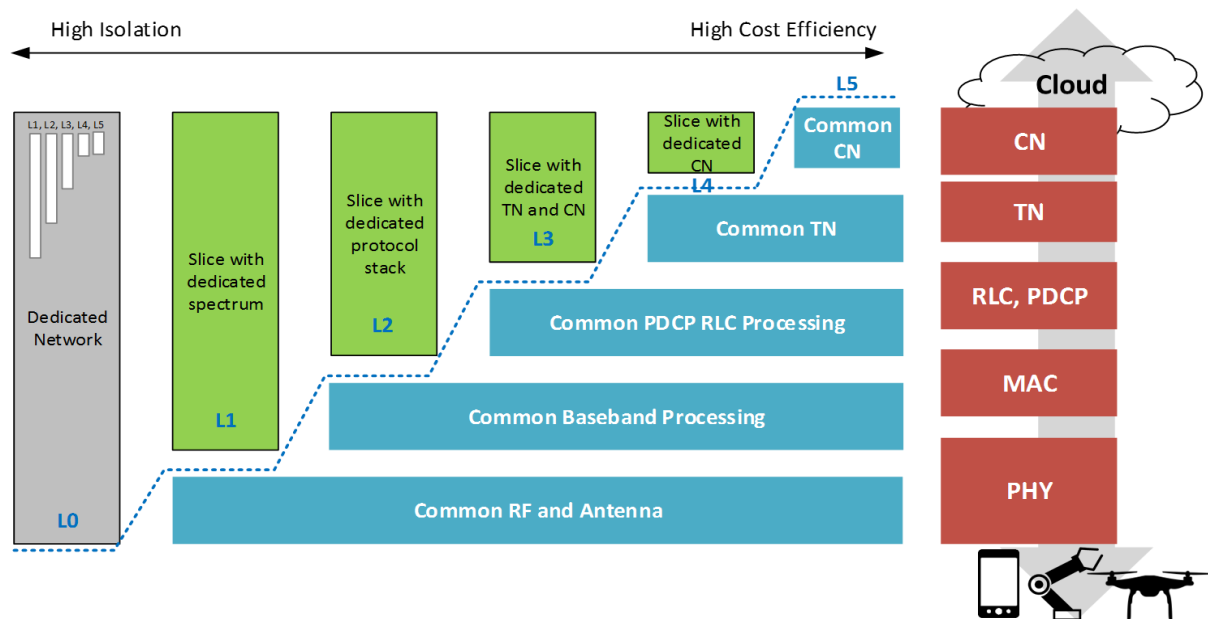 High Isolation
High Cost Efficiency
L5
Cloud
L1, L2, L3, L4, L5
Dedicated
Network
L0
Slice with
dedicated
spectrum
L1
Slice with
dedicated
protocol
stack
L2
Slice with
dedicated
TN and CN
L3
Slice with
dedicated
CN
L4
Common
CN
Common TN
Common PDCP RLC Processing
Common Baseband Processing
Common RF and Antenna
CN
TN
RLC, PDCP
MAC
PHY